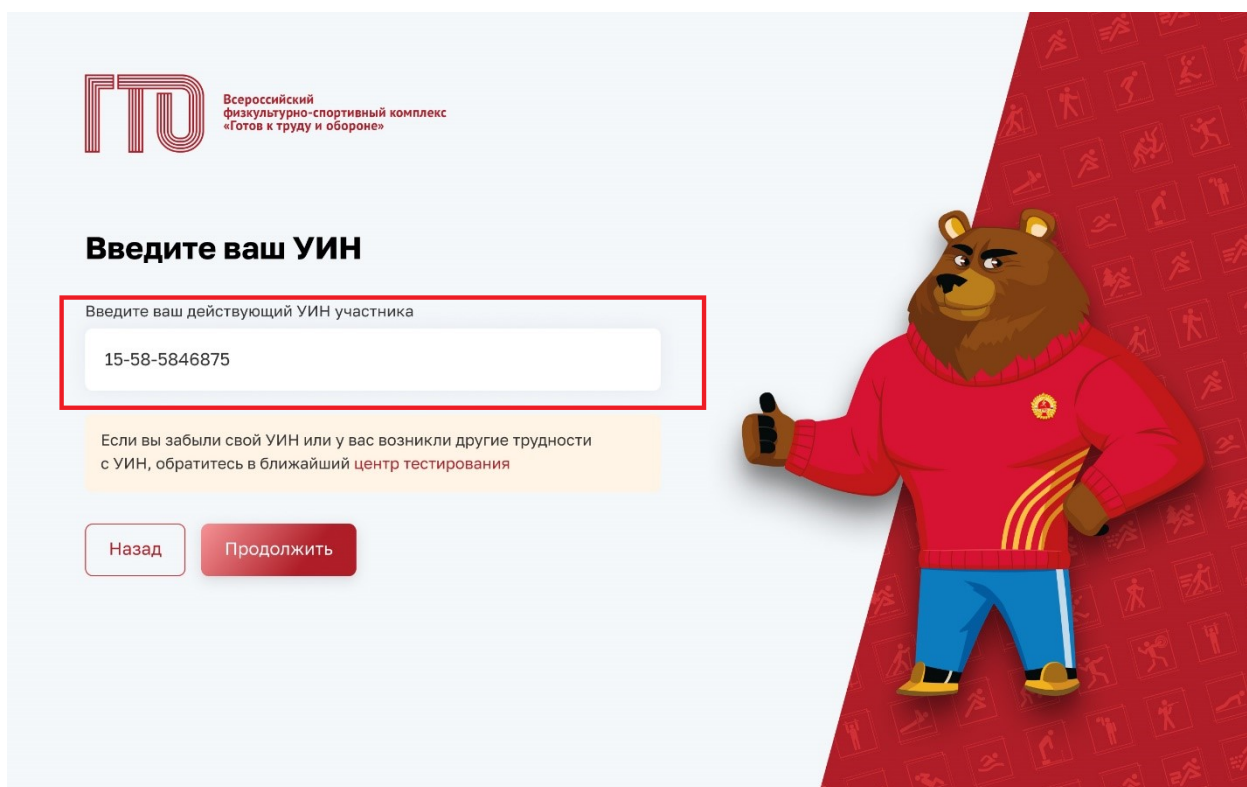 ГТО
Всероссийский
физкультурно-спортивный комплекс
«Готов к труду и обороне»
Введите ваш УИН
Введите ваш действующий УИН участника
15-58-5846875
Если вы забыли свой УИН или у вас возникли другие трудности
с УИН, обратитесь в ближайший центр тестирования
Назад
Продолжить